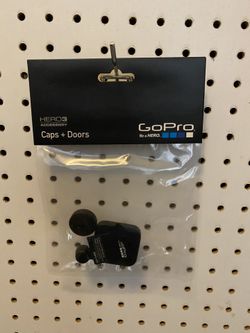 HERO3
ACCESSORY
Caps + Doors
GoPro
Be a HERO.